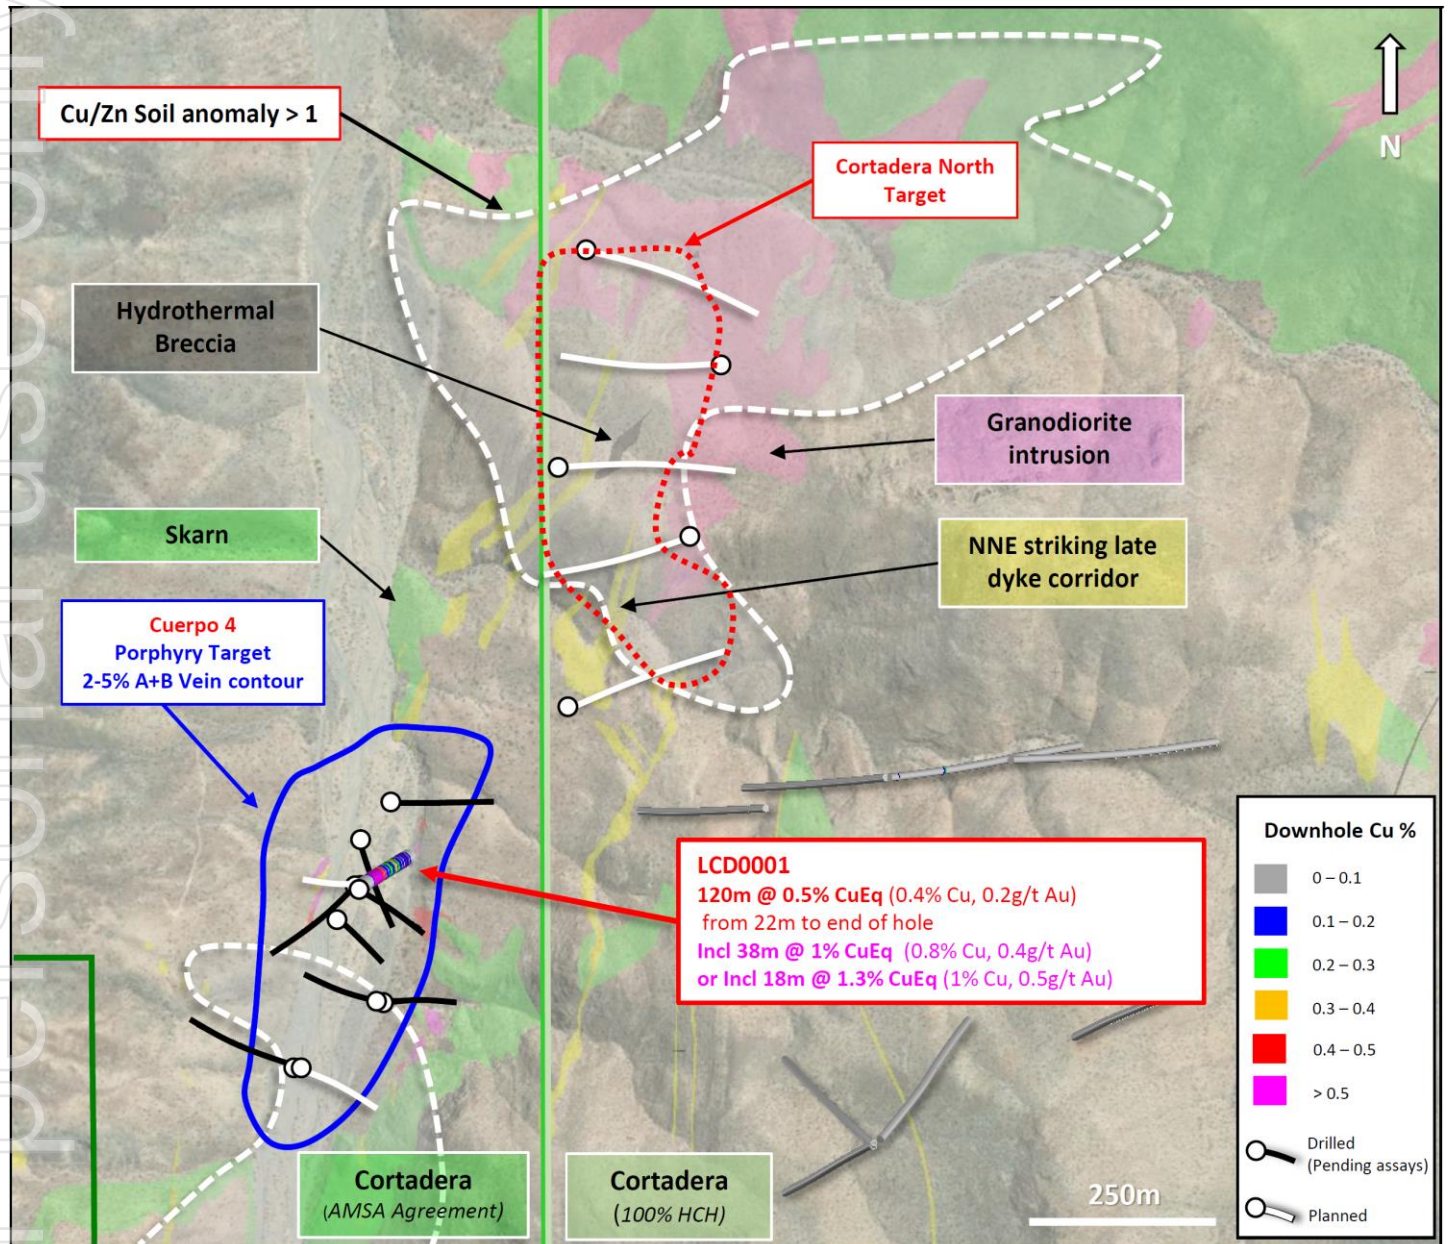 For personal use only
Cu/Zn Soil anomaly > 1
N
Cortadera North
Target
Hydrothermal
Breccia
Granodiorite
intrusion
Skarn
NNE striking late
dyke corridor
Cuerpo 4
Porphyry Target
2-5% A+B Vein contour
LCD0001
120m @ 0.5% CuEq (0.4% Cu, 0.2g/t Au)
from 22m to end of hole
Incl 38m @ 1% CuEq (0.8% Cu, 0.4g/t Au)
or Incl 18m @ 1.3% CuEq (1% Cu, 0.5g/t Au)
Downhole Cu %
0 – 0.1
0.1 – 0.2
0.2 – 0.3
0.3 – 0.4
0.4 – 0.5
> 0.5
Drilled
(Pending assays)
Planned
Cortadera
(AMSA Agreement)
Cortadera
(100% HCH)
250m